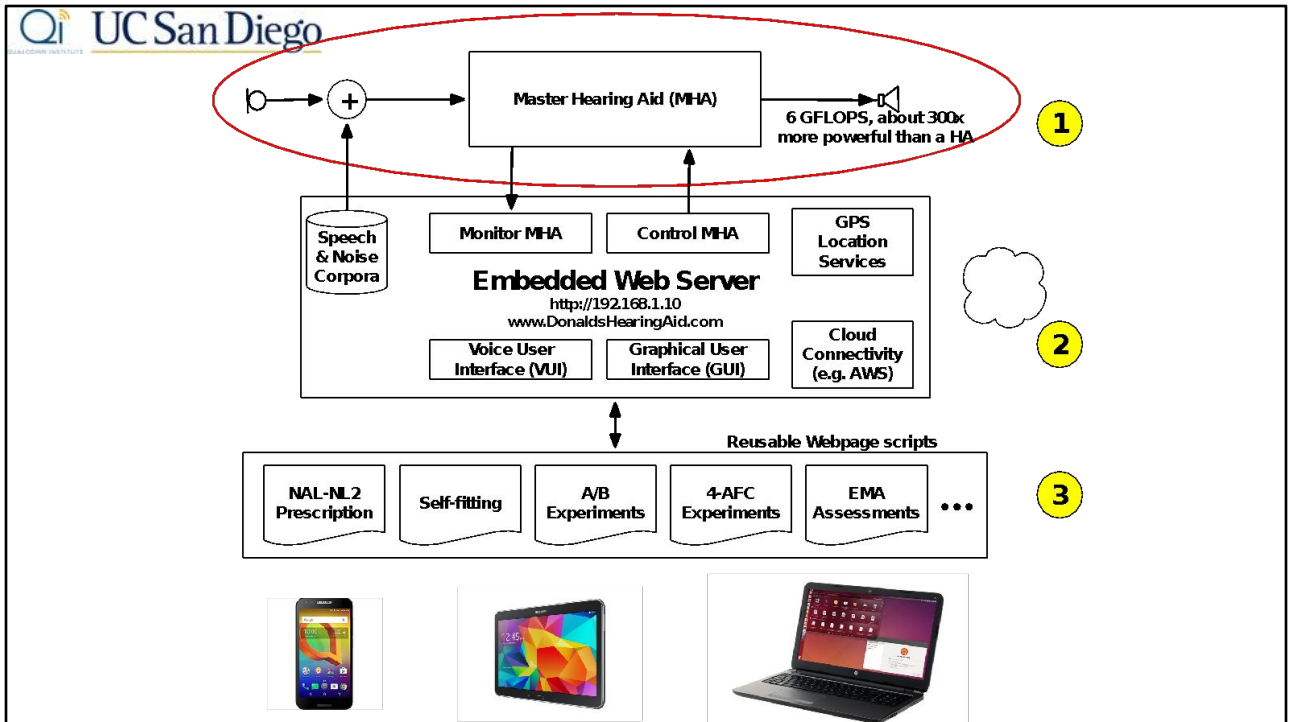 Qi UC San Diego
QUALCOMM INSTITUTE
+
Master Hearing Aid (MHA)
6 GFLOPS, about 300x
more powerful than a HA
1
Speech
& Noise
Corpora
Monitor MHA
Control MHA
GPS
Location
Services
Embedded Web Server
http://192.168.1.10
www.DonaldsHearingAid.com
Voice User
Interface (VUI)
Graphical User
Interface (GUI)
Cloud
Connectivity
(e.g. AWS)
2
Reusable Webpage scripts
NAL-NL2
Prescription
Self-fitting
A/B
Experiments
4-AFC
Experiments
EMA
Assessments
•••
3